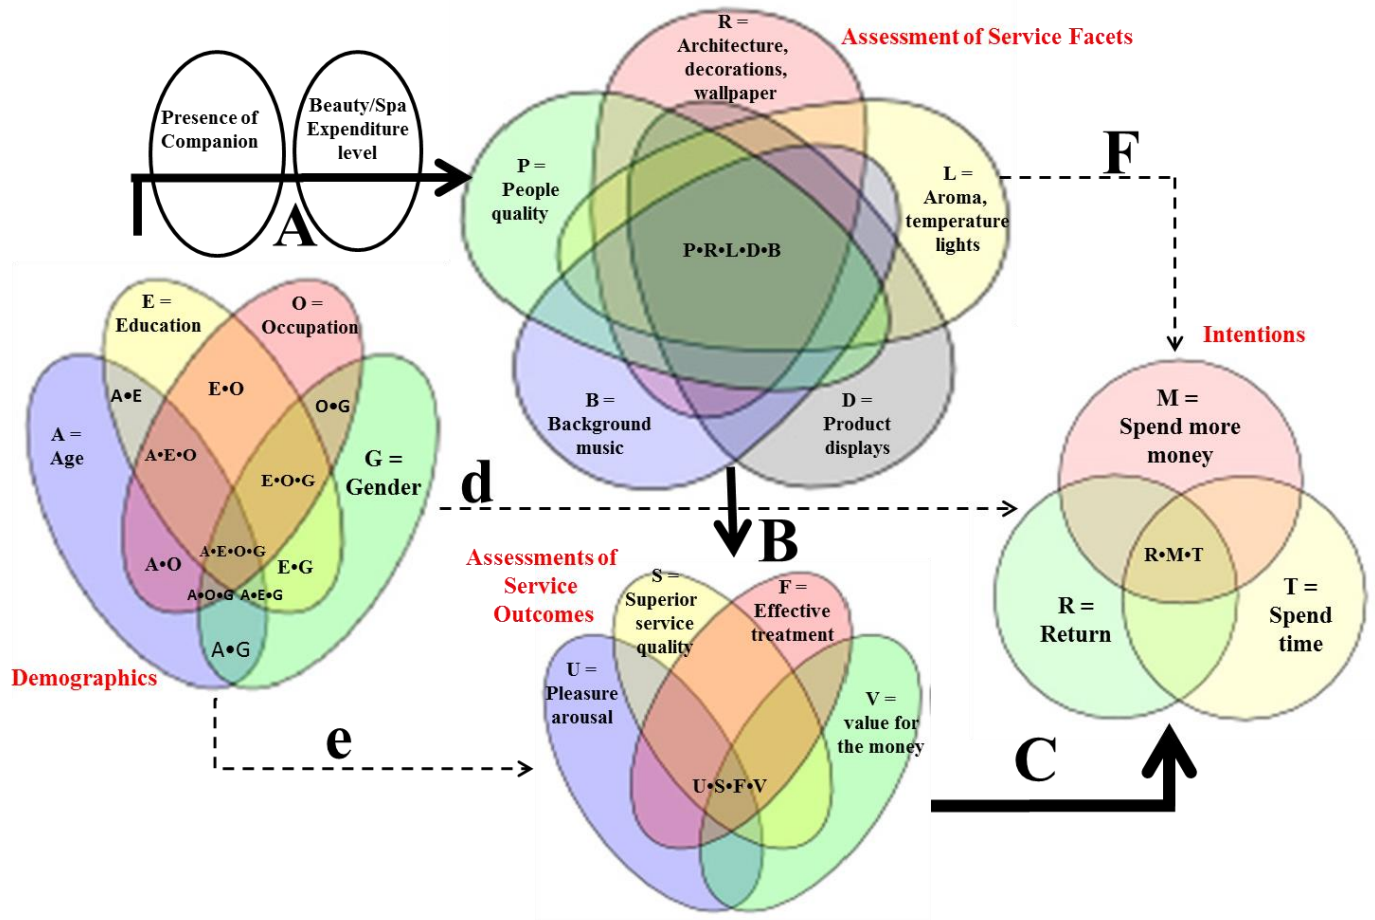 R =
Architecture,
decorations,
wallpaper
Assessment of Service Facets
Presence of
Companion
Beauty/Spa
Expenditure
level
A
P =
People
quality
L =
Aroma,
temperature
lights
F
P•R•L•D•B
B =
Background
music
D =
Product
displays
E =
Education
O =
Occupation
A•E
E•O
O•G
A =
Age
A•E•O
E•O•G
G =
Gender
A•E•O•G
A•O
E•G
A•O•G
A•E•G
A•G
Demographics
d
B
e
Intentions
M =
Spend more
money
R•M•T
R =
Return
T =
Spend
time
Assessments of
Service
Outcomes
S =
Superior
service
quality
F =
Effective
treatment
U =
Pleasure
arousal
V =
value for
the money
U•S•F•V
C